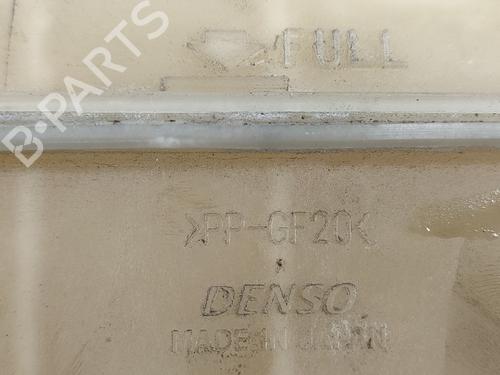 B-PARTS
FULL
>PP-GF20<
DENSO
MADE IN JAPAN